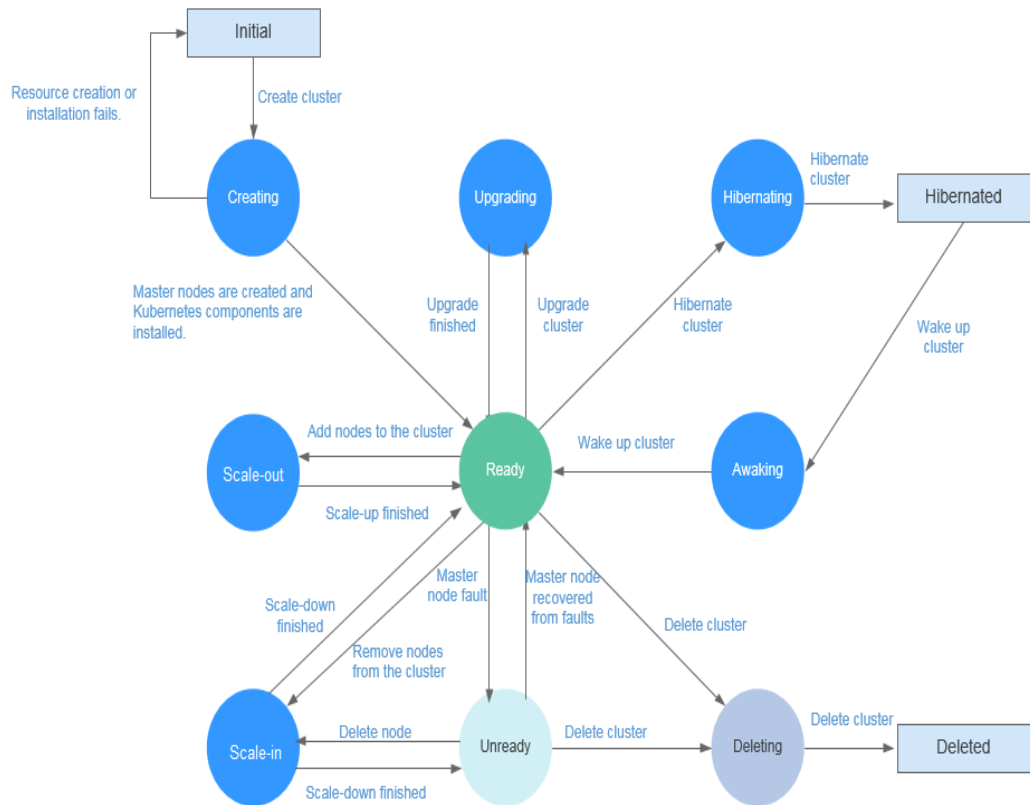 Initial
Resource creation or
installation fails.
Create cluster
Creating
Upgrading
Hibernating
Hibernate
cluster
Hibernated
Master nodes are created and
Kubernetes components are
installed.
Upgrade
finished
Upgrade
cluster
Hibernate
cluster
Wake up
cluster
Add nodes to the cluster
Scale-out
Ready
Wake up cluster
Awaking
Scale-up finished
Scale-down
finished
Remove nodes
from the cluster
Master
node fault
Master node
recovered
from faults
Delete cluster
Scale-in
Delete node
Scale-down finished
Unready
Delete cluster
Deleting
Delete cluster
Deleted